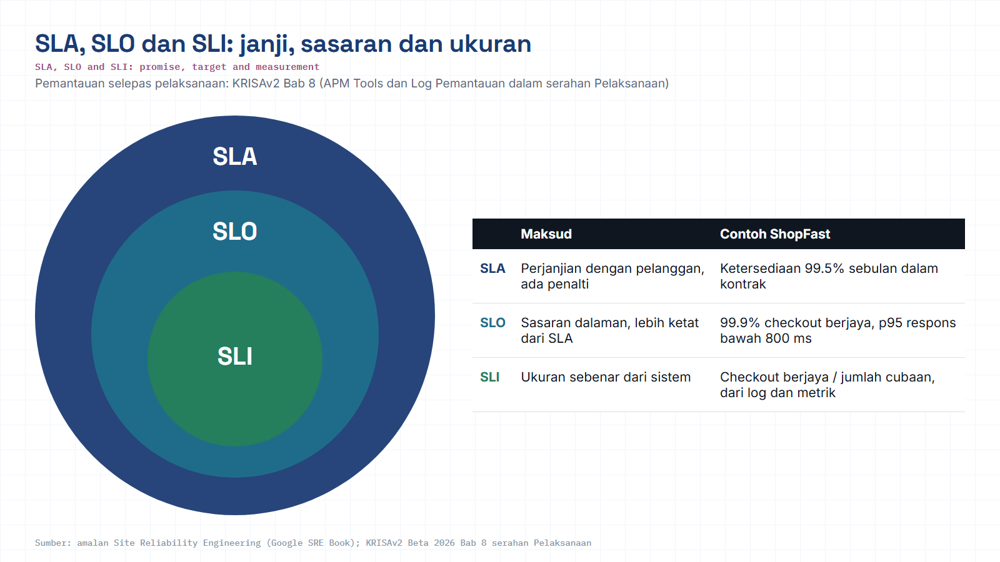 SLA, SLO dan SLI: janji, sasaran dan ukuran
SLA, SLO and SLI: promise, target and measurement
Pemantauan selepas pelaksanaan: KRISAv2 Bab 8 (APM Tools dan Log Pemantauan dalam serahan Pelaksanaan)
SLA
SLO
SLI
Maksud Contoh ShopFast
SLA Perjanjian dengan pelanggan, Ketersediaan 99.5% sebulan dalam
ada penalti kontrak
SLO Sasaran dalaman, lebih ketat 99.9% checkout berjaya, p95 respons
dari SLA bawah 800 ms
SLI Ukuran sebenar dari sistem Checkout berjaya / jumlah cubaan,
dari log dan metrik
Sumber: amalan Site Reliability Engineering (Google SRE Book); KRISAv2 Beta 2026 Bab 8 serahan Pelaksanaan